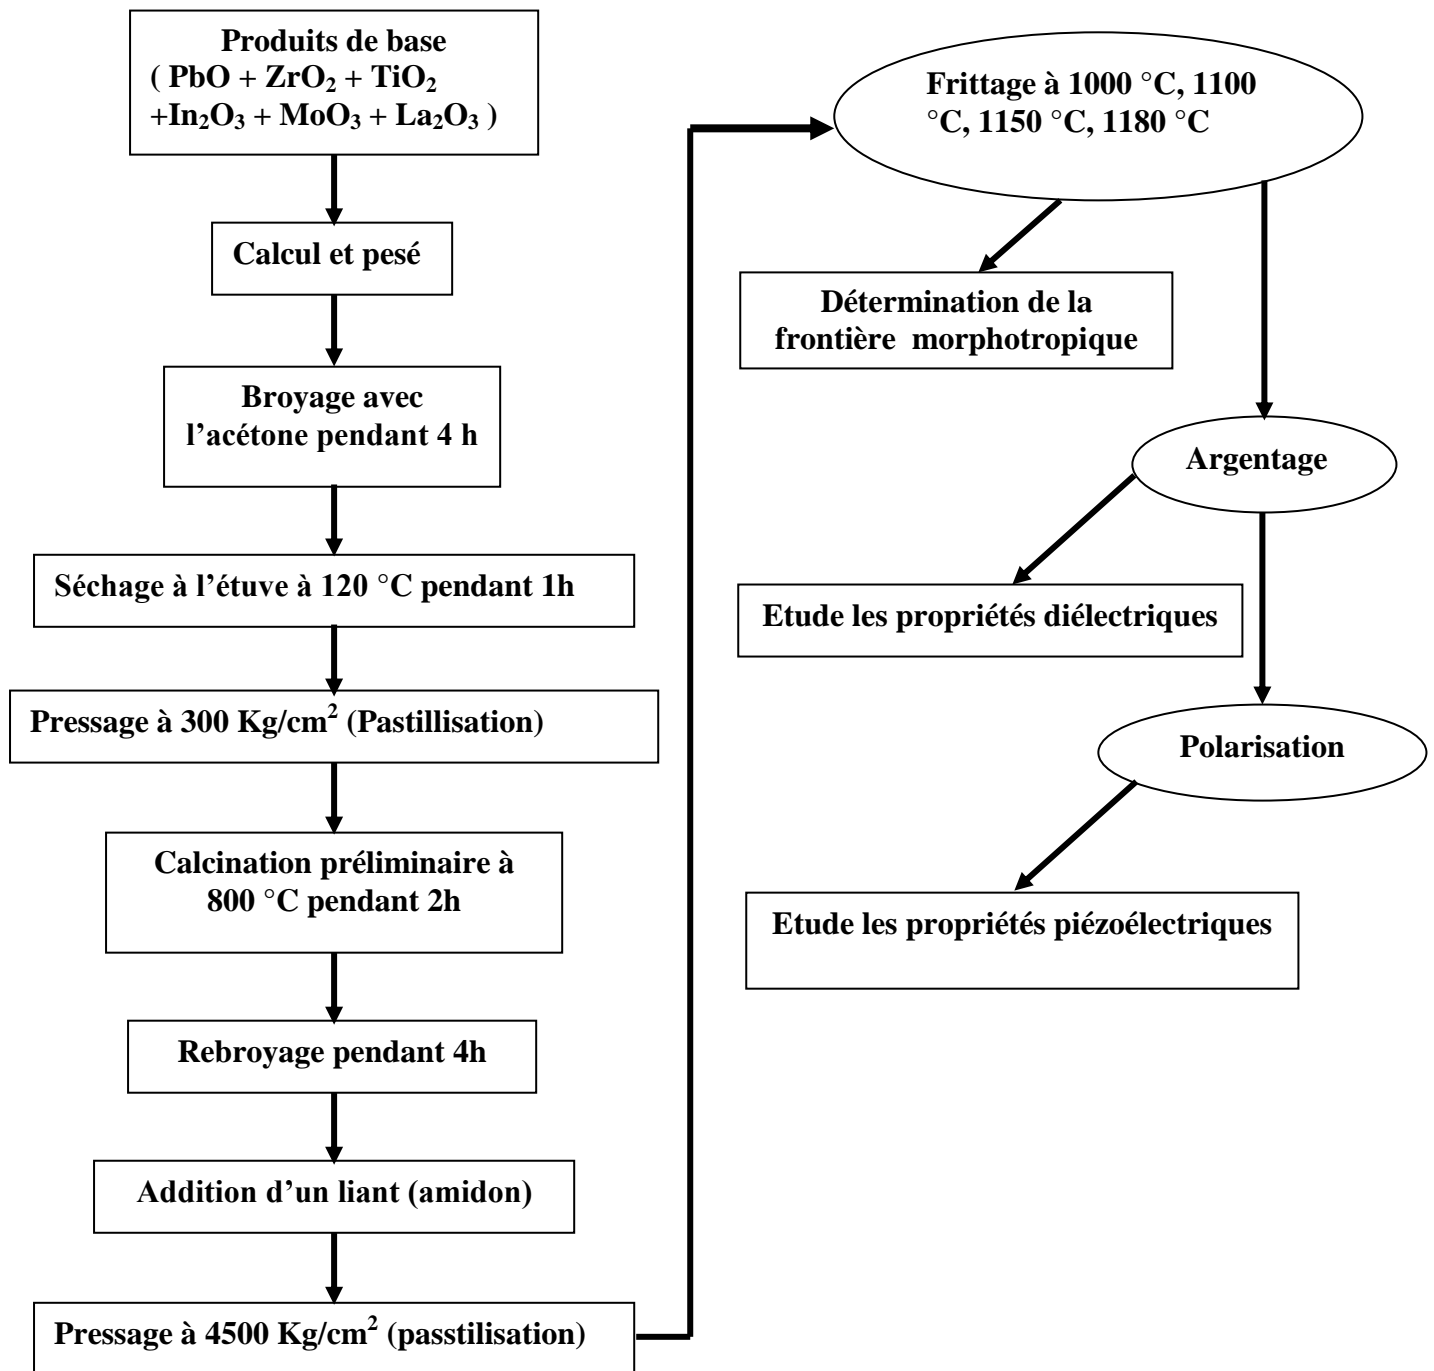 Produits de base
( PbO + ZrO₂ + TiO₂
+In₂O₃ + MoO₃ + La₂O₃ )
Calcul et pesé
Broyage avec
l’acétone pendant 4 h
Séchage à l’étuve à 120 °C pendant 1h
Pressage à 300 Kg/cm² (Pastillisation)
Calcination préliminaire à
800 °C pendant 2h
Rebroyage pendant 4h
Addition d’un liant (amidon)
Pressage à 4500 Kg/cm² (passtilisation)
Frittage à 1000 °C, 1100
°C, 1150 °C, 1180 °C
Détermination de la
frontière morphotropique
Argentage
Etude les propriétés diélectriques
Polarisation
Etude les propriétés piézoélectriques